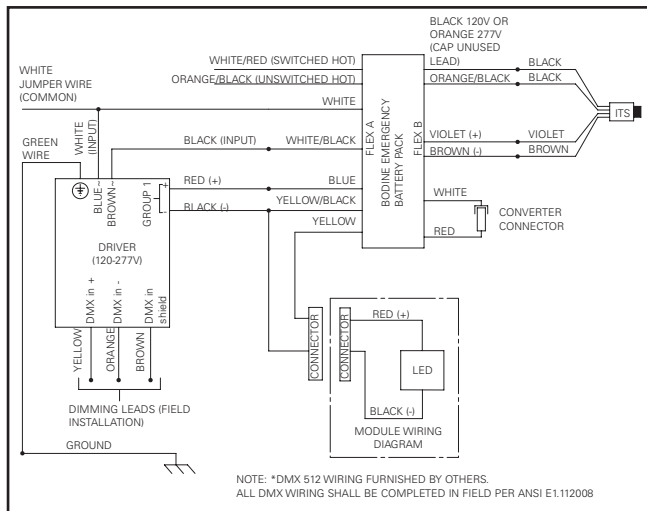 BLACK 120V OR
ORANGE 277V
(CAP UNUSED
LEAD)
WHITE/RED (SWITCHED HOT)
ORANGE/BLACK (UNSWITCHED HOT)
WHITE
JUMPER WIRE
(COMMON)
WHITE
GREEN
WIRE
WHITE
(INPUT)
BLACK (INPUT)
WHITE/BLACK
FLEX A
BODINE EMERGENCY
BATTERY PACK
FLEX B
BLACK
ORANGE/BLACK
BLACK
ITS
VIOLET (+)
VIOLET
BROWN (-)
BROWN
BLUE~
BROWN~
GROUP 1
+
-
RED (+)
BLUE
BLACK (-)
YELLOW/BLACK
YELLOW
WHITE
RED
CONVERTER
CONNECTOR
DRIVER
(120-277V)
DMX in +
DMX in -
DMX in
shield
YELLOW
ORANGE
BROWN
DIMMING LEADS (FIELD
INSTALLATION)
GROUND
CONNECTOR
CONNECTOR
RED (+)
LED
BLACK (-)
MODULE WIRING
DIAGRAM
NOTE: *DMX 512 WIRING FURNISHED BY OTHERS.
ALL DMX WIRING SHALL BE COMPLETED IN FIELD PER ANSI E1.112008